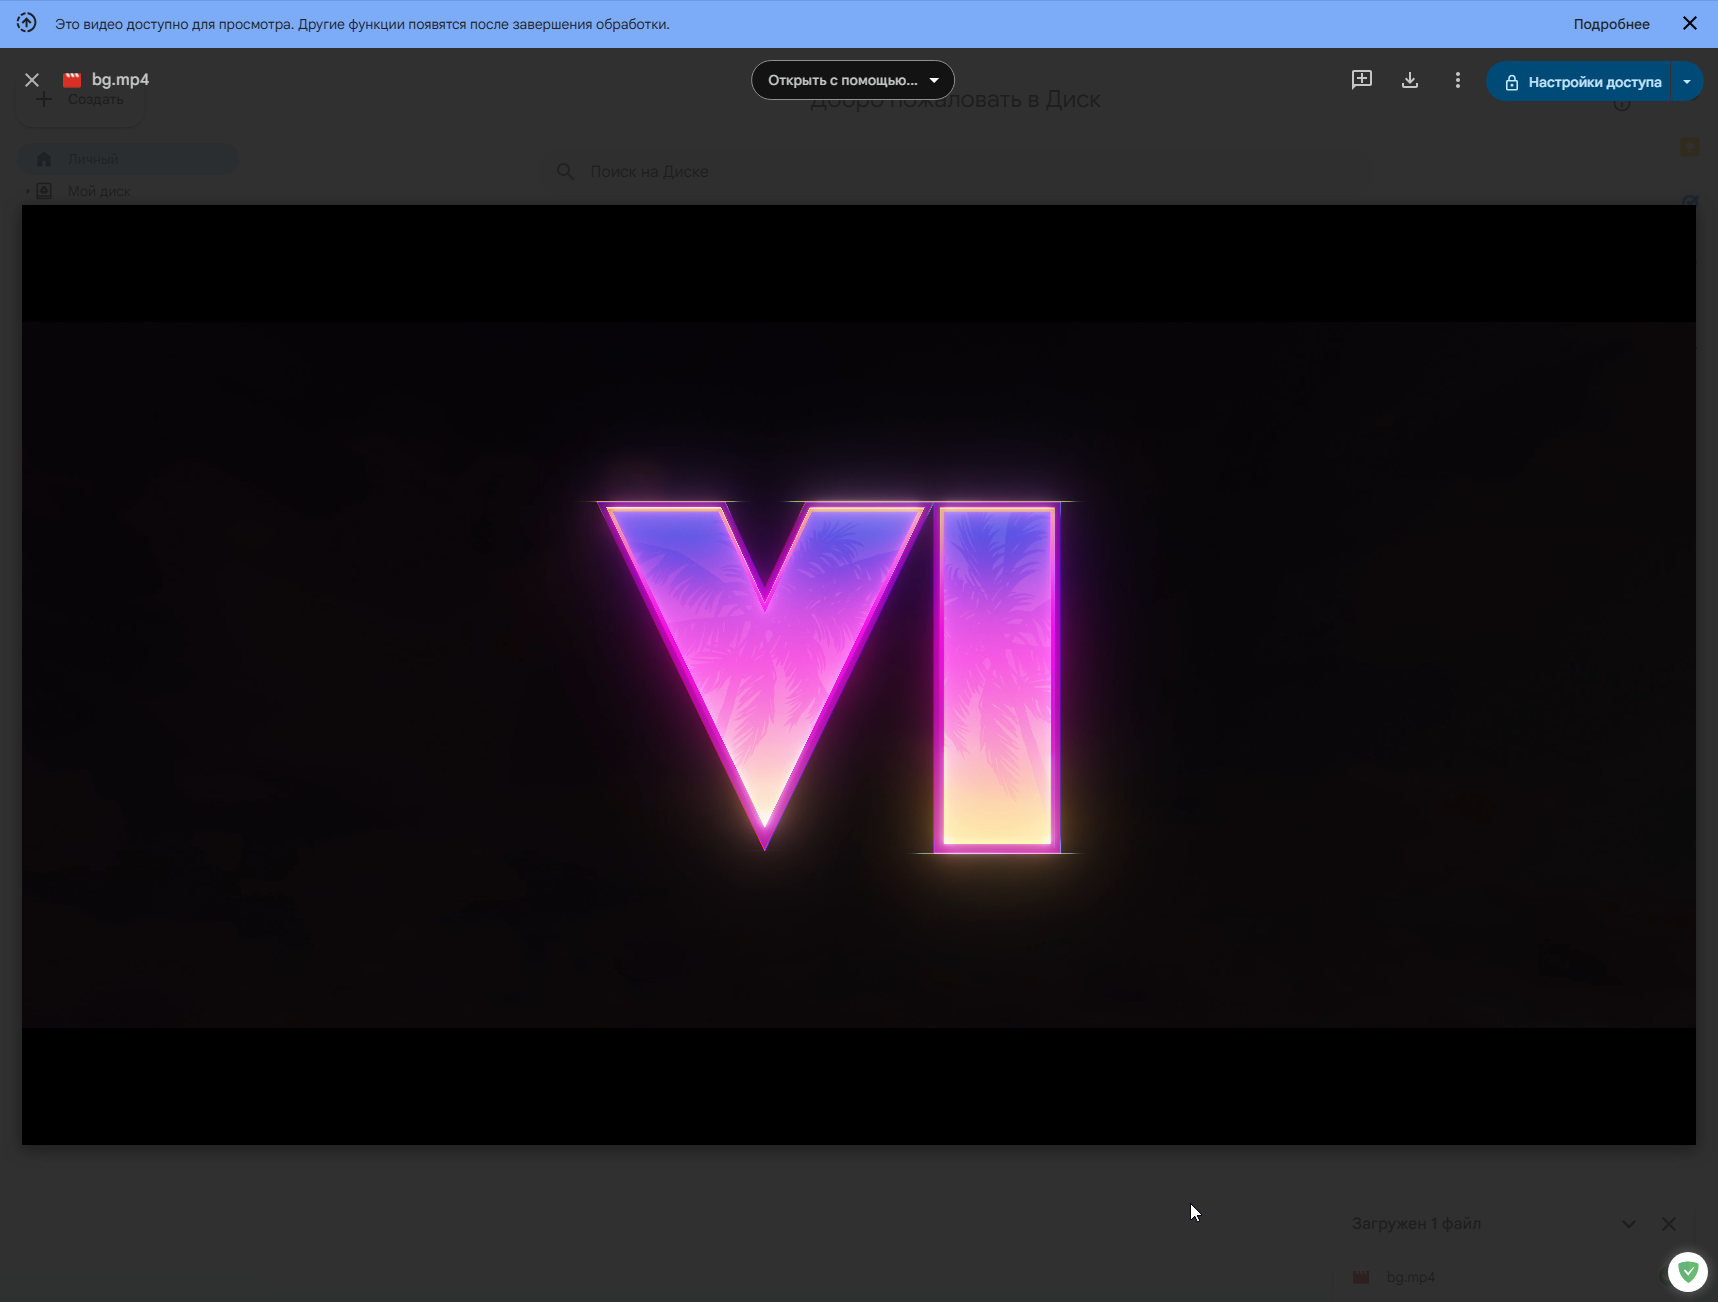 Это видео доступно для просмотра. Другие функции появятся после завершения обработки.
Подробнее
bg.mp4
Открыть с помощью...
Настройки доступа
Создать
Добро пожаловать в Диск
Личный
Поиск на Диске
Мой диск
VI
Загружен 1 файл
bg.mp4